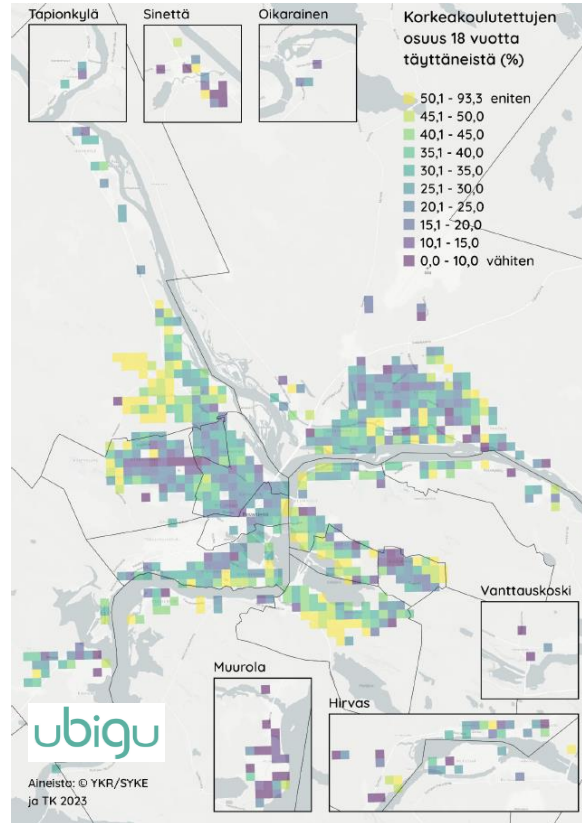 Tapionkylä
Sinettä
Oikarainen
Korkeakoulutettujen
osuus 18 vuotta
täyttäneistä (%)
50,1 - 93,3 eniten
45,1 - 50,0
40,1 - 45,0
35,1 - 40,0
30,1 - 35,0
25,1 - 30,0
20,1 - 25,0
15,1 - 20,0
10,1 - 15,0
0,0 - 10,0 vähiten
Vanttauskoski
Muurola
Hirvas
ubigu
Aineisto: © YKR/SYKE
ja TK 2023